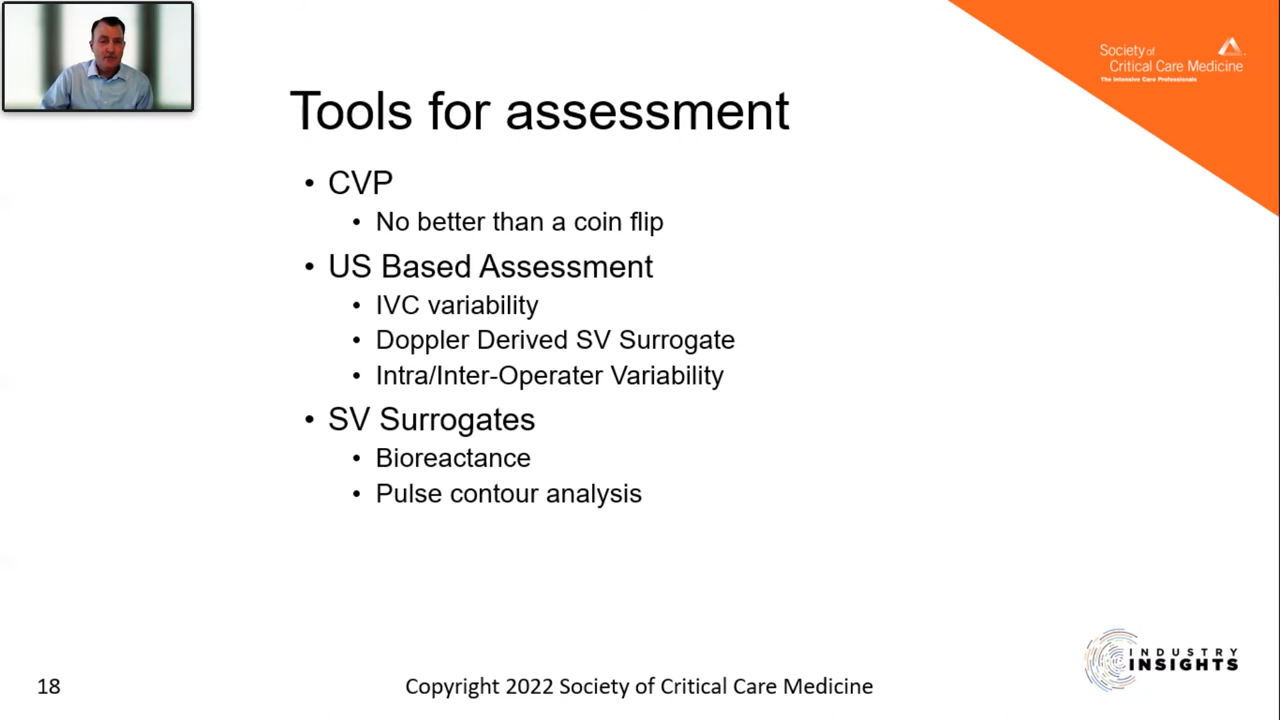 Society of
Critical Care Medicine
The Intensive Care Professionals
Tools for assessment
• CVP
• No better than a coin flip
• US Based Assessment
• IVC variability
• Doppler Derived SV Surrogate
• Intra/Inter-Operater Variability
• SV Surrogates
• Bioreactance
• Pulse contour analysis
INDUSTRY
INSIGHTS
18
Copyright 2022 Society of Critical Care Medicine